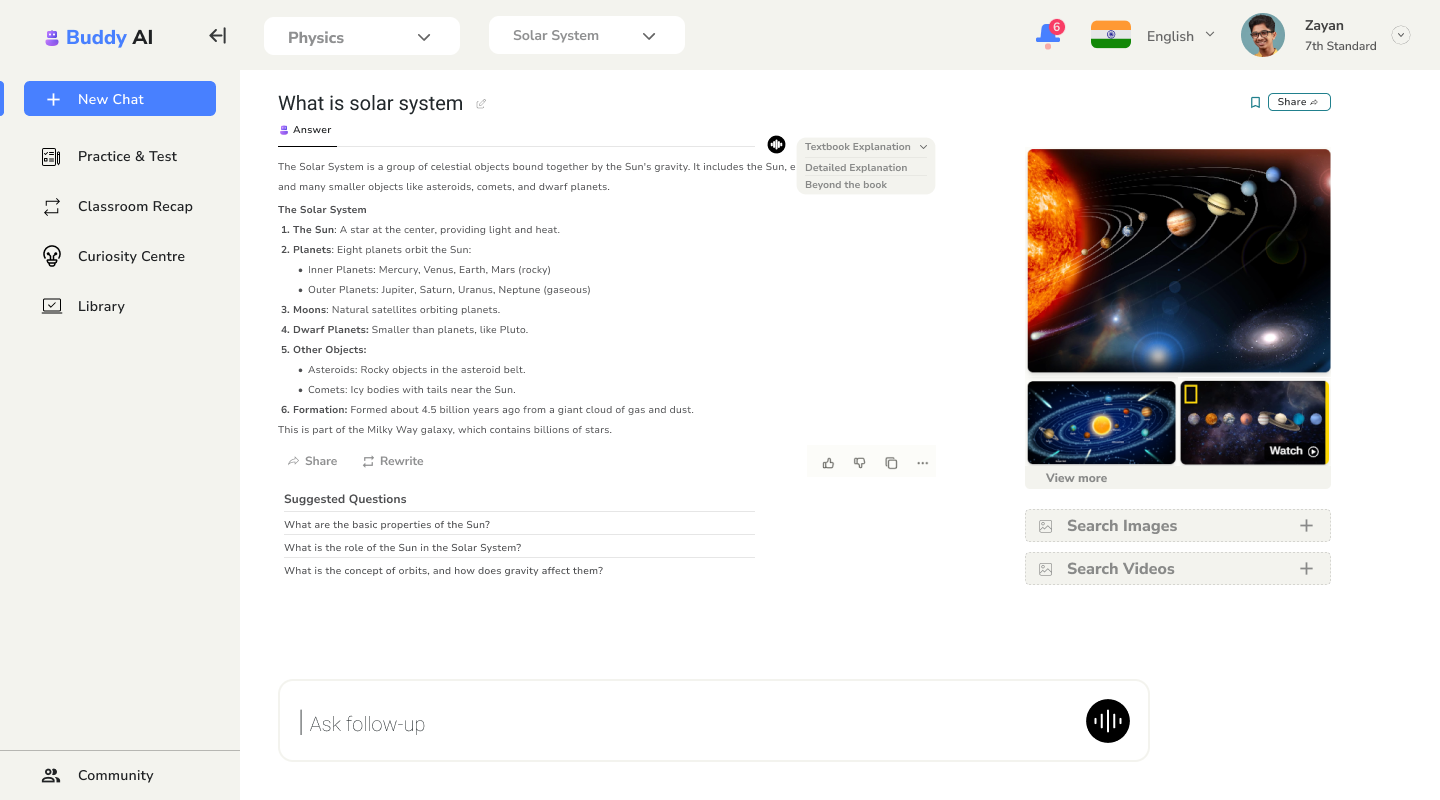 Buddy AI
Physics
Solar System
6
English
Zayan
7th Standard
New Chat
Practice & Test
Classroom Recap
Curiosity Centre
Library
Community
What is solar system
Share
Answer
Textbook Explanation
Detailed Explanation
Beyond the book
The Solar System is a group of celestial objects bound together by the Sun's gravity. It includes the Sun, e
and many smaller objects like asteroids, comets, and dwarf planets.
The Solar System
1. The Sun: A star at the center, providing light and heat.
2. Planets: Eight planets orbit the Sun:
• Inner Planets: Mercury, Venus, Earth, Mars (rocky)
• Outer Planets: Jupiter, Saturn, Uranus, Neptune (gaseous)
3. Moons: Natural satellites orbiting planets.
4. Dwarf Planets: Smaller than planets, like Pluto.
5. Other Objects:
• Asteroids: Rocky objects in the asteroid belt.
• Comets: Icy bodies with tails near the Sun.
6. Formation: Formed about 4.5 billion years ago from a giant cloud of gas and dust.
This is part of the Milky Way galaxy, which contains billions of stars.
Share
Rewrite
Suggested Questions
What are the basic properties of the Sun?
What is the role of the Sun in the Solar System?
What is the concept of orbits, and how does gravity affect them?
Watch
View more
Search Images
Search Videos
Ask follow-up